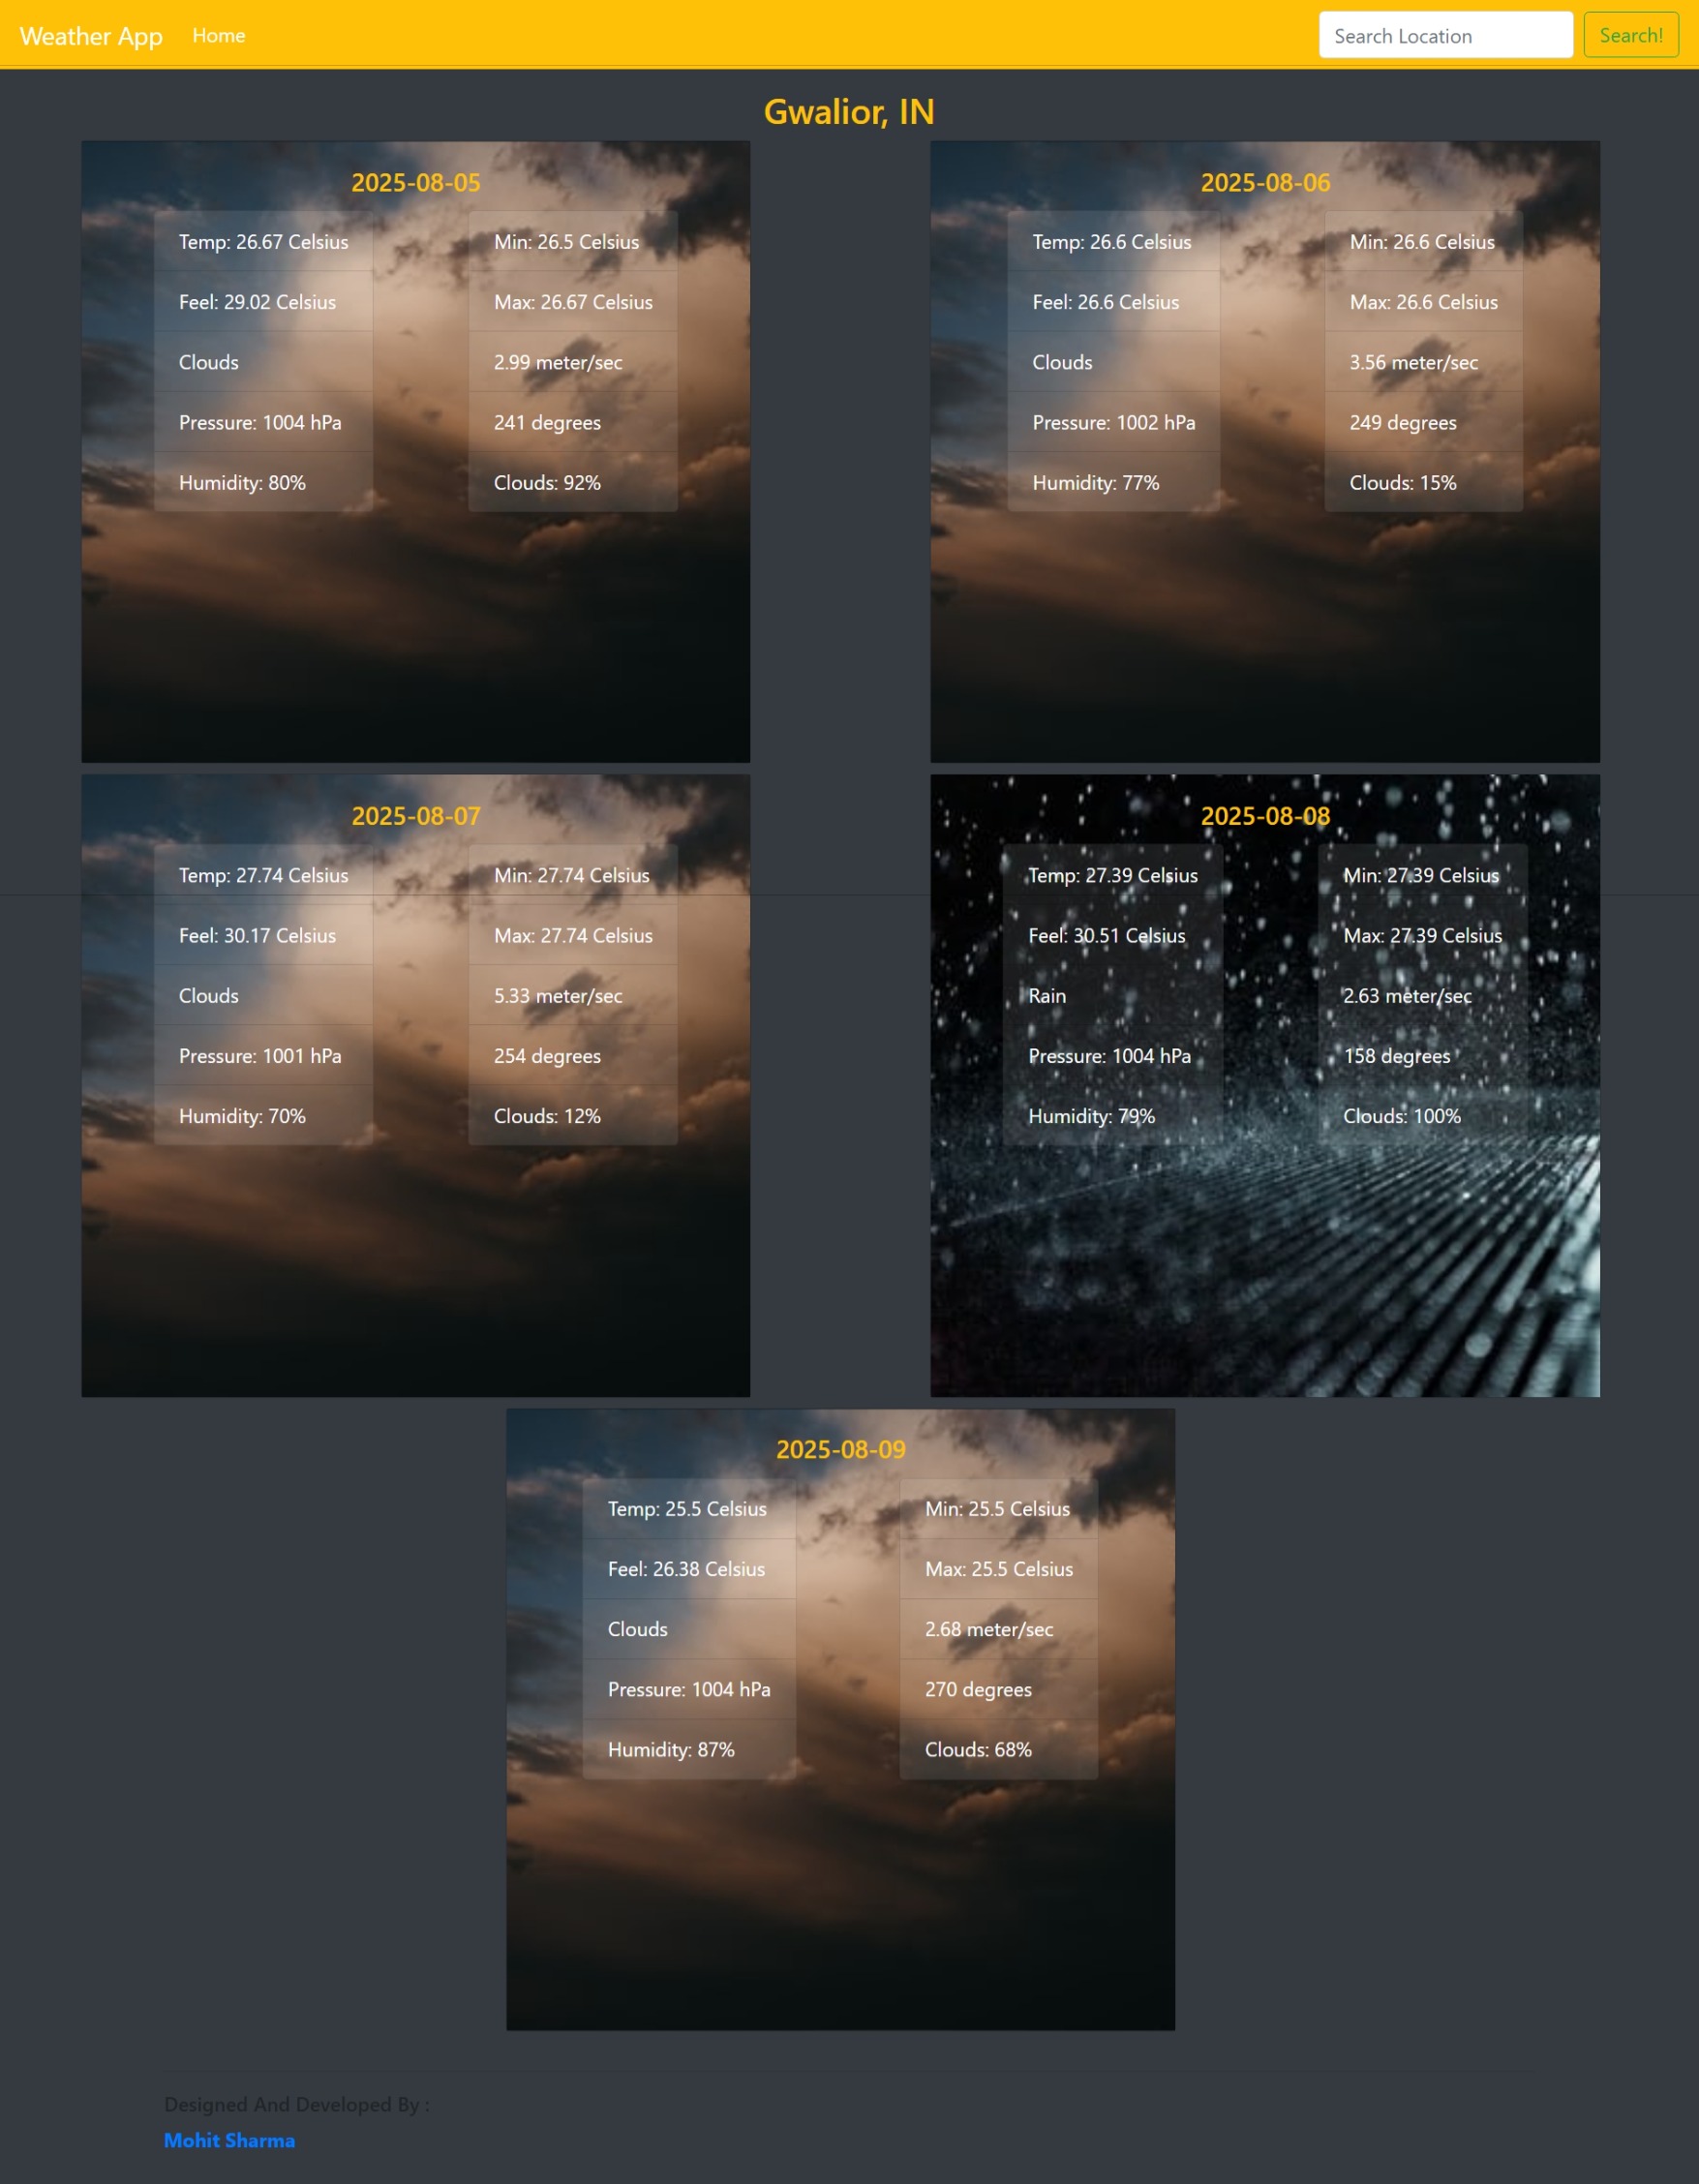 Weather App Home Search Location Search!
Gwalior, IN
2025-08-05
Temp: 26.67 Celsius
Feel: 29.02 Celsius
Clouds
Pressure: 1004 hPa
Humidity: 80%
Min: 26.5 Celsius
Max: 26.67 Celsius
2.99 meter/sec
241 degrees
Clouds: 92%
2025-08-06
Temp: 26.6 Celsius
Feel: 26.6 Celsius
Clouds
Pressure: 1002 hPa
Humidity: 77%
Min: 26.6 Celsius
Max: 26.6 Celsius
3.56 meter/sec
249 degrees
Clouds: 15%
2025-08-07
Temp: 27.74 Celsius
Feel: 30.17 Celsius
Clouds
Pressure: 1001 hPa
Humidity: 70%
Min: 27.74 Celsius
Max: 27.74 Celsius
5.33 meter/sec
254 degrees
Clouds: 12%
2025-08-08
Temp: 27.39 Celsius
Feel: 30.51 Celsius
Rain
Pressure: 1004 hPa
Humidity: 79%
Min: 27.39 Celsius
Max: 27.39 Celsius
2.63 meter/sec
158 degrees
Clouds: 100%
2025-08-09
Temp: 25.5 Celsius
Feel: 26.38 Celsius
Clouds
Pressure: 1004 hPa
Humidity: 87%
Min: 25.5 Celsius
Max: 25.5 Celsius
2.68 meter/sec
270 degrees
Clouds: 68%
Designed And Developed By :
Mohit Sharma